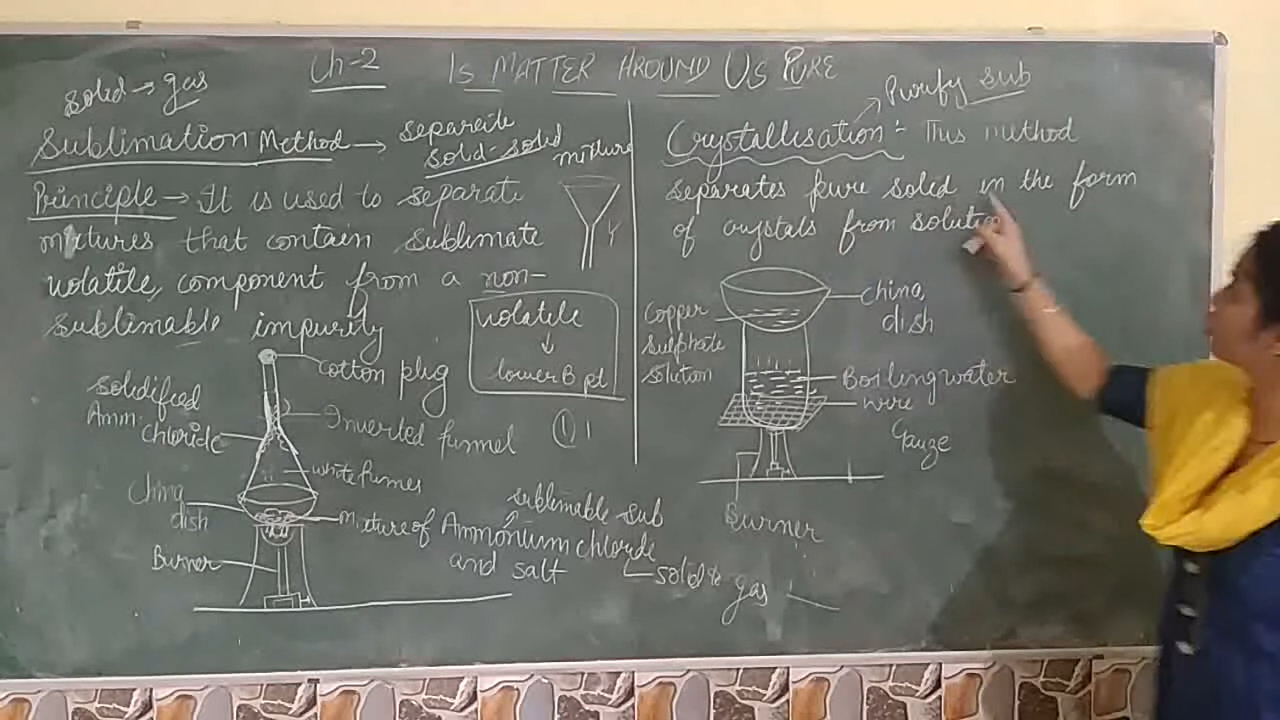 Ch-2 IS MATTER AROUND US PURE
solid → gas
Sublimation Method → separate
solid-solid
mixture
Principle → It is used to separate
mixtures that contain sublimate
volatile, component from a non-
sublimable impurity
volatile
↓
lower B pt
cotton plug
solidified
Amm.
chloride
Inverted funnel
white fumes
China
dish
mixture of Ammonium chloride
and salt
sublimable sub
solid to gas
Burner
Purify sub
Crystallisation :- This method
separates pure solid in the form
of crystals from solution
Copper
sulphate
solution
China
dish
Boiling water
wire
Gauze
Burner